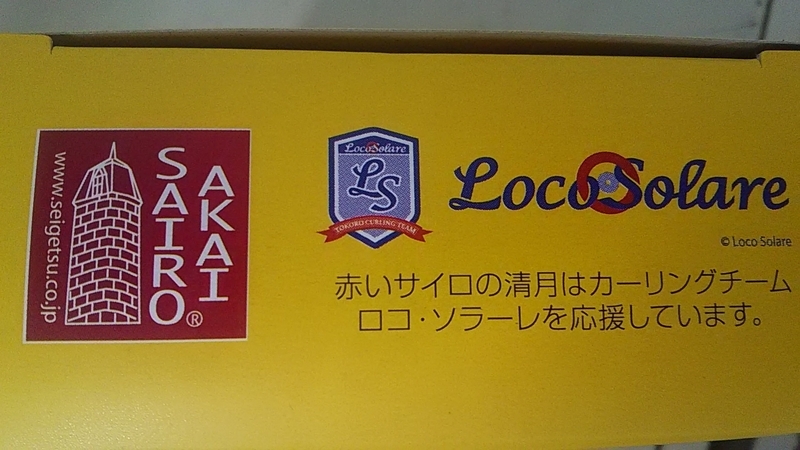 www.seigetsu.co.jp
AKAI
SAIRO®
LocoSolare
LS
TOKORO CURLING TEAM
LocoSolare
© Loco Solare
赤いサイロの清月はカーリングチーム
ロコ・ソラーレを応援しています。